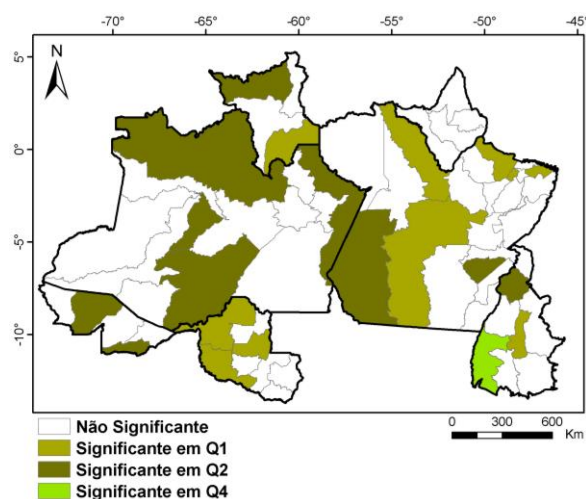 -70° -65° -60° -55° -50° -45°
N
5°
0°
-5°
-10°
Não Significante
Significante em Q1
Significante em Q2
Significante em Q4
0 300 600
Km